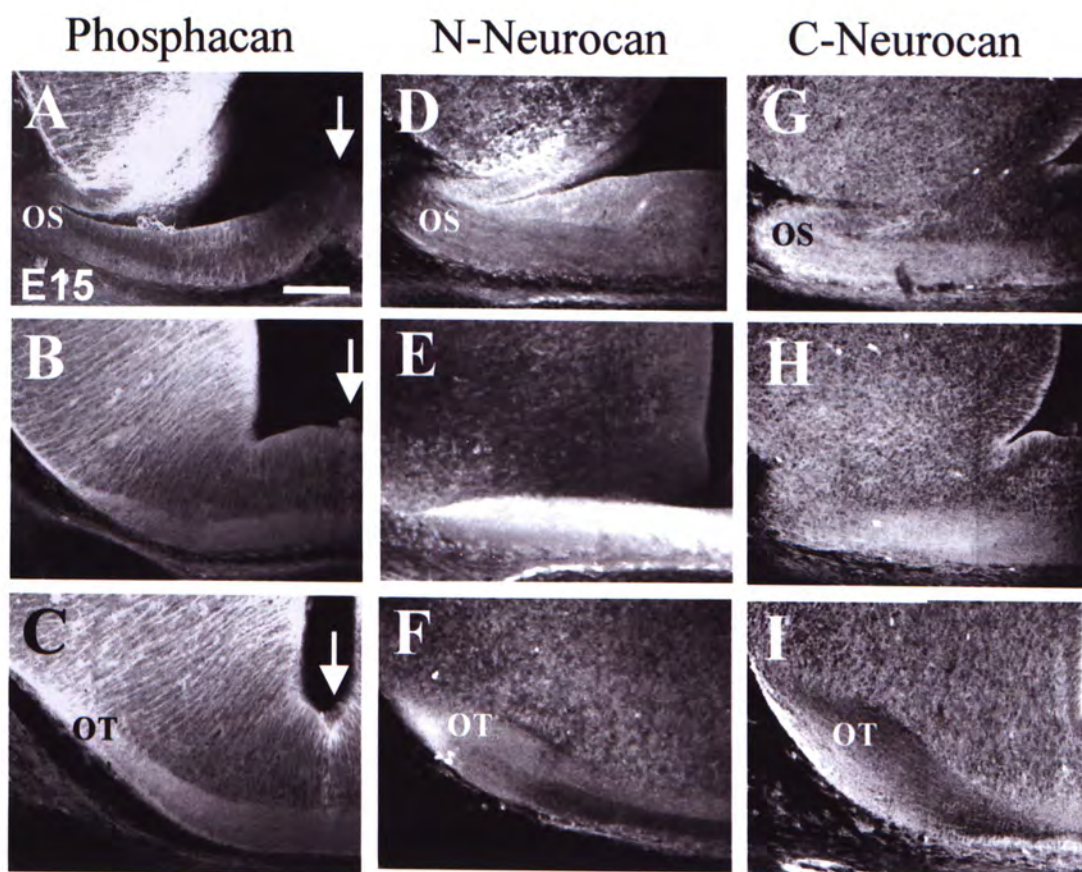 Phosphacan N-Neurocan C-Neurocan
A D G
OS OS OS
E15
B E H
C F I
OT OT OT